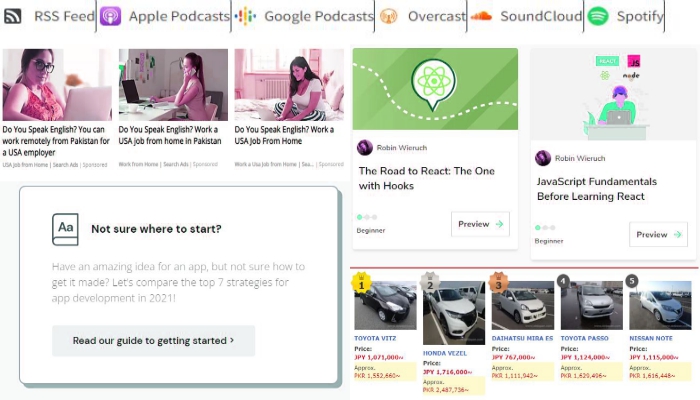 RSS Feed
Apple Podcasts
Google Podcasts
Overcast
SoundCloud
Spotify
Do You Speak English? You can
work remotely from Pakistan for
a USA employer
USA job from Home | Search Ads | Sponsored
Do You Speak English? Work a
USA job from home in Pakistan
Work from Home | Search Ads | Sponsored
Do You Speak English? Work a
USA Job From Home
Work a Usa Job from Home | Sea... | Sponsored
Robin Wieruch
The Road to React: The One
with Hooks
Beginner
Preview →
REACT
JS
node
Robin Wieruch
JavaScript Fundamentals
Before Learning React
Beginner
Preview →
Aa
Not sure where to start?
Have an amazing idea for an app, but not sure how to
get it made? Let's compare the top 7 strategies for
app development in 2021!
Read our guide to getting started >
1
TOYOTA VITZ
Price:
JPY 1,071,000~
Approx.
PKR 1,552,660~
2
HONDA VEZEL
Price:
JPY 1,716,000~
Approx.
PKR 2,487,736~
3
DAIHATSU MIRA ES
Price:
JPY 767,000~
Approx.
PKR 1,111,942~
4
TOYOTA PASSO
Price:
JPY 1,124,000~
Approx.
PKR 1,629,496~
5
NISSAN NOTE
Price:
JPY 1,115,000~
Approx.
PKR 1,616,448~